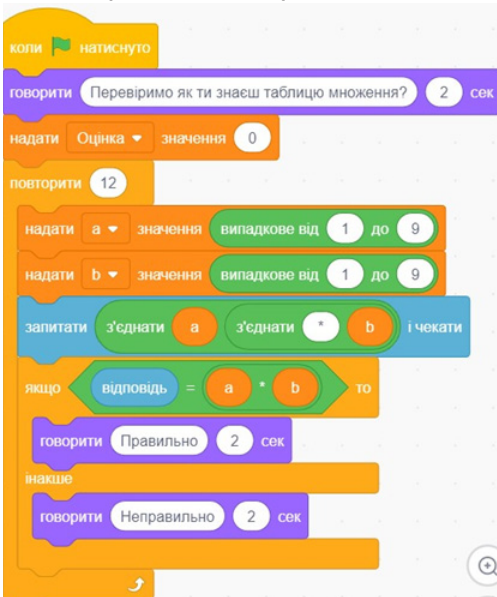 коли натиснуто
говорити Перевіримо як ти знаєш таблицю множення? 2 сек
надати Оцінка значення 0
повторити 12
надати a значення випадкове від 1 до 9
надати b значення випадкове від 1 до 9
запитати з'єднати a з'єднати * b і чекати
якщо відповідь = a * b то
говорити Правильно 2 сек
інакше
говорити Неправильно 2 сек